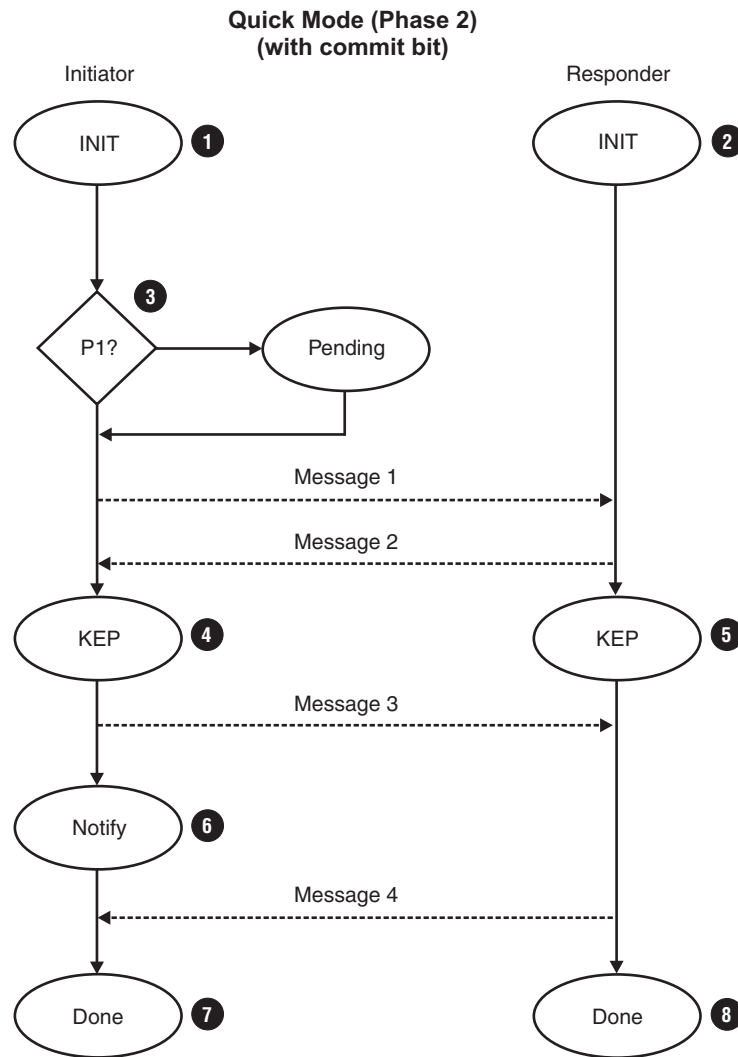 Quick Mode (Phase 2)
(with commit bit)
Initiator
Responder
INIT
1
INIT
2
3
P1?
Pending
Message 1
Message 2
KEP
4
KEP
5
Message 3
Notify
6
Message 4
Done
7
Done
8